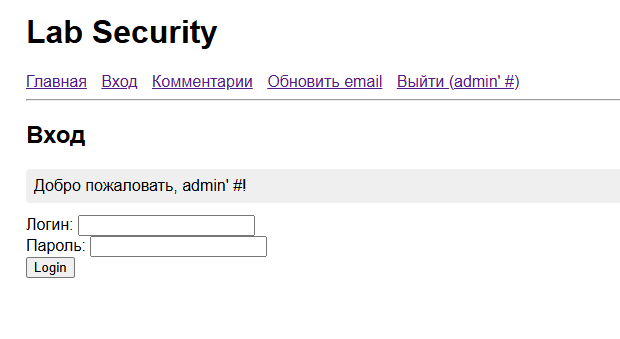 Lab Security
Главная Вход Комментарии Обновить email Выйти (admin' #)
Вход
Добро пожаловать, admin' #!
Логин:
Пароль:
Login